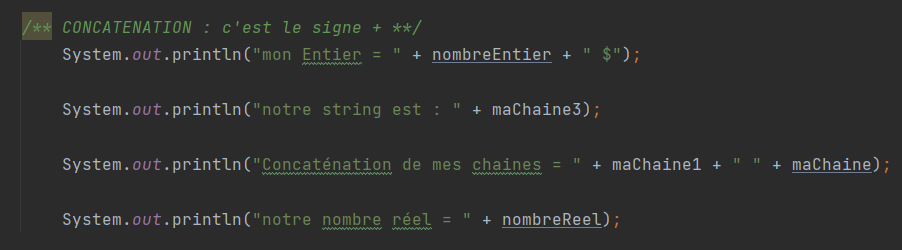 /** CONCATENATION : c'est le signe + **/
System.out.println("mon Entier = " + nombreEntier + " $");
System.out.println("notre string est : " + maChaine3);
System.out.println("Concaténation de mes chaines = " + maChaine1 + " " + maChaine);
System.out.println("notre nombre réel = " + nombreReel);